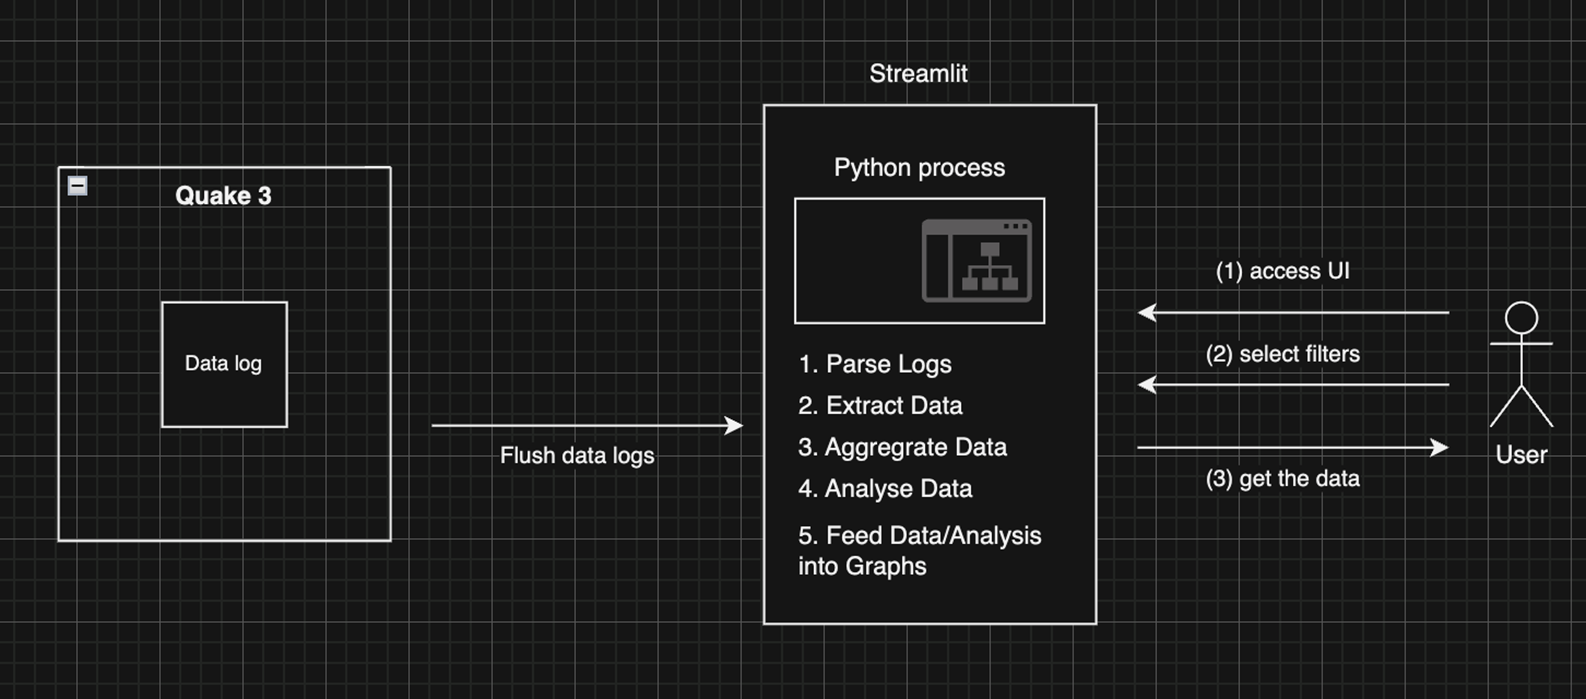 Streamlit
Quake 3
Data log
Flush data logs
Python process
1. Parse Logs
2. Extract Data
3. Aggregrate Data
4. Analyse Data
5. Feed Data/Analysis
into Graphs
(1) access UI
(2) select filters
(3) get the data
User